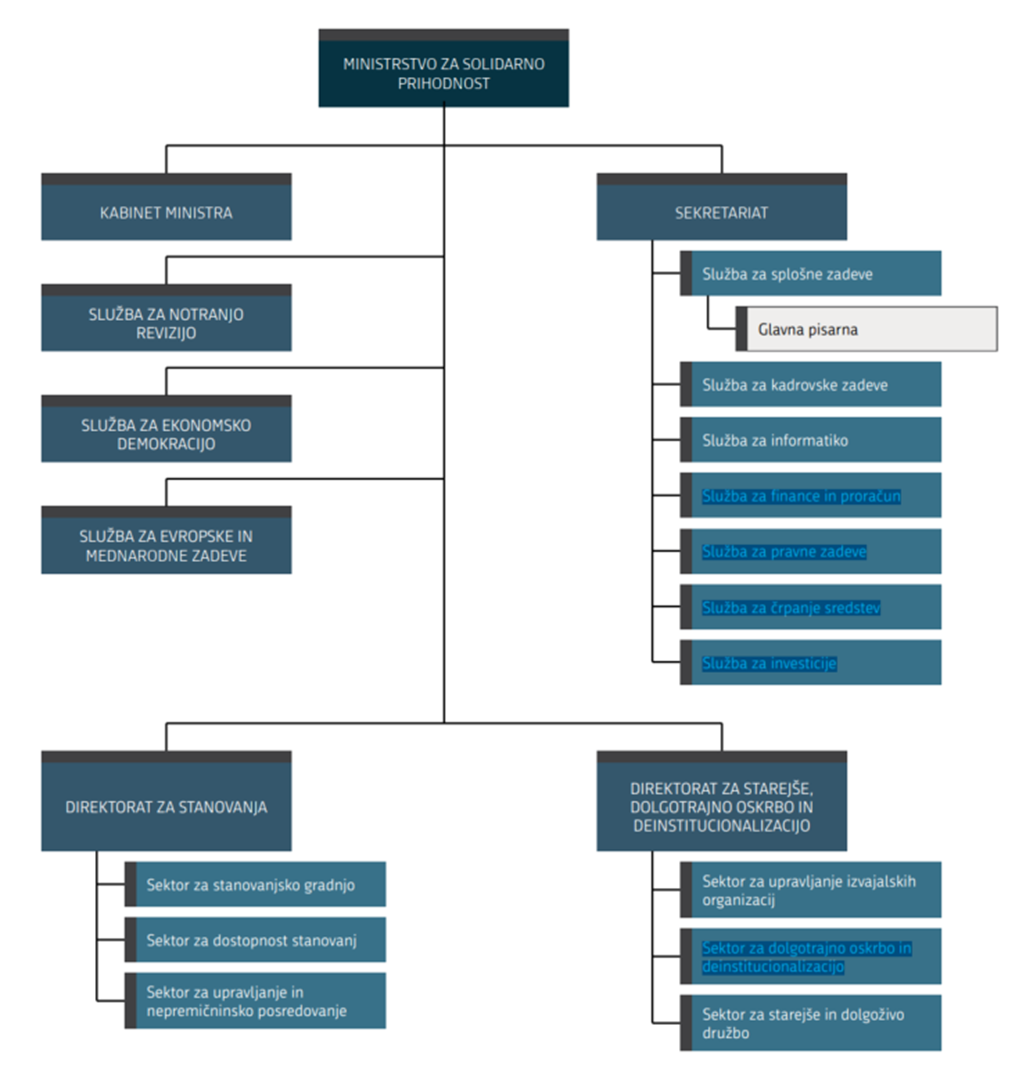 MINISTRSTVO ZA SOLIDARNO
PRIHODNOST
KABINET MINISTRA
SLUŽBA ZA NOTRANJO
REVIZIJO
SLUŽBA ZA EKONOMSKO
DEMOKRACIJO
SLUŽBA ZA EVROPSKE IN
MEDNARODNE ZADEVE
SEKRETARIAT
Služba za splošne zadeve
Glavna pisarna
Služba za kadrovske zadeve
Služba za informatiko
Služba za finance in proračun
Služba za pravne zadeve
Služba za črpanje sredstev
Služba za investicije
DIREKTORAT ZA STANOVANJA
Sektor za stanovanjsko gradnjo
Sektor za dostopnost stanovanj
Sektor za upravljanje in
nepremičninsko posredovanje
DIREKTORAT ZA STAREJŠE,
DOLGOTRAJNO OSKRBO IN
DEINSTITUCIONALIZACIJO
Sektor za upravljanje izvajalskih
organizacij
Sektor za dolgotrajno oskrbo in
deinstitucionalizacijo
Sektor za starejše in dolgoživo
družbo